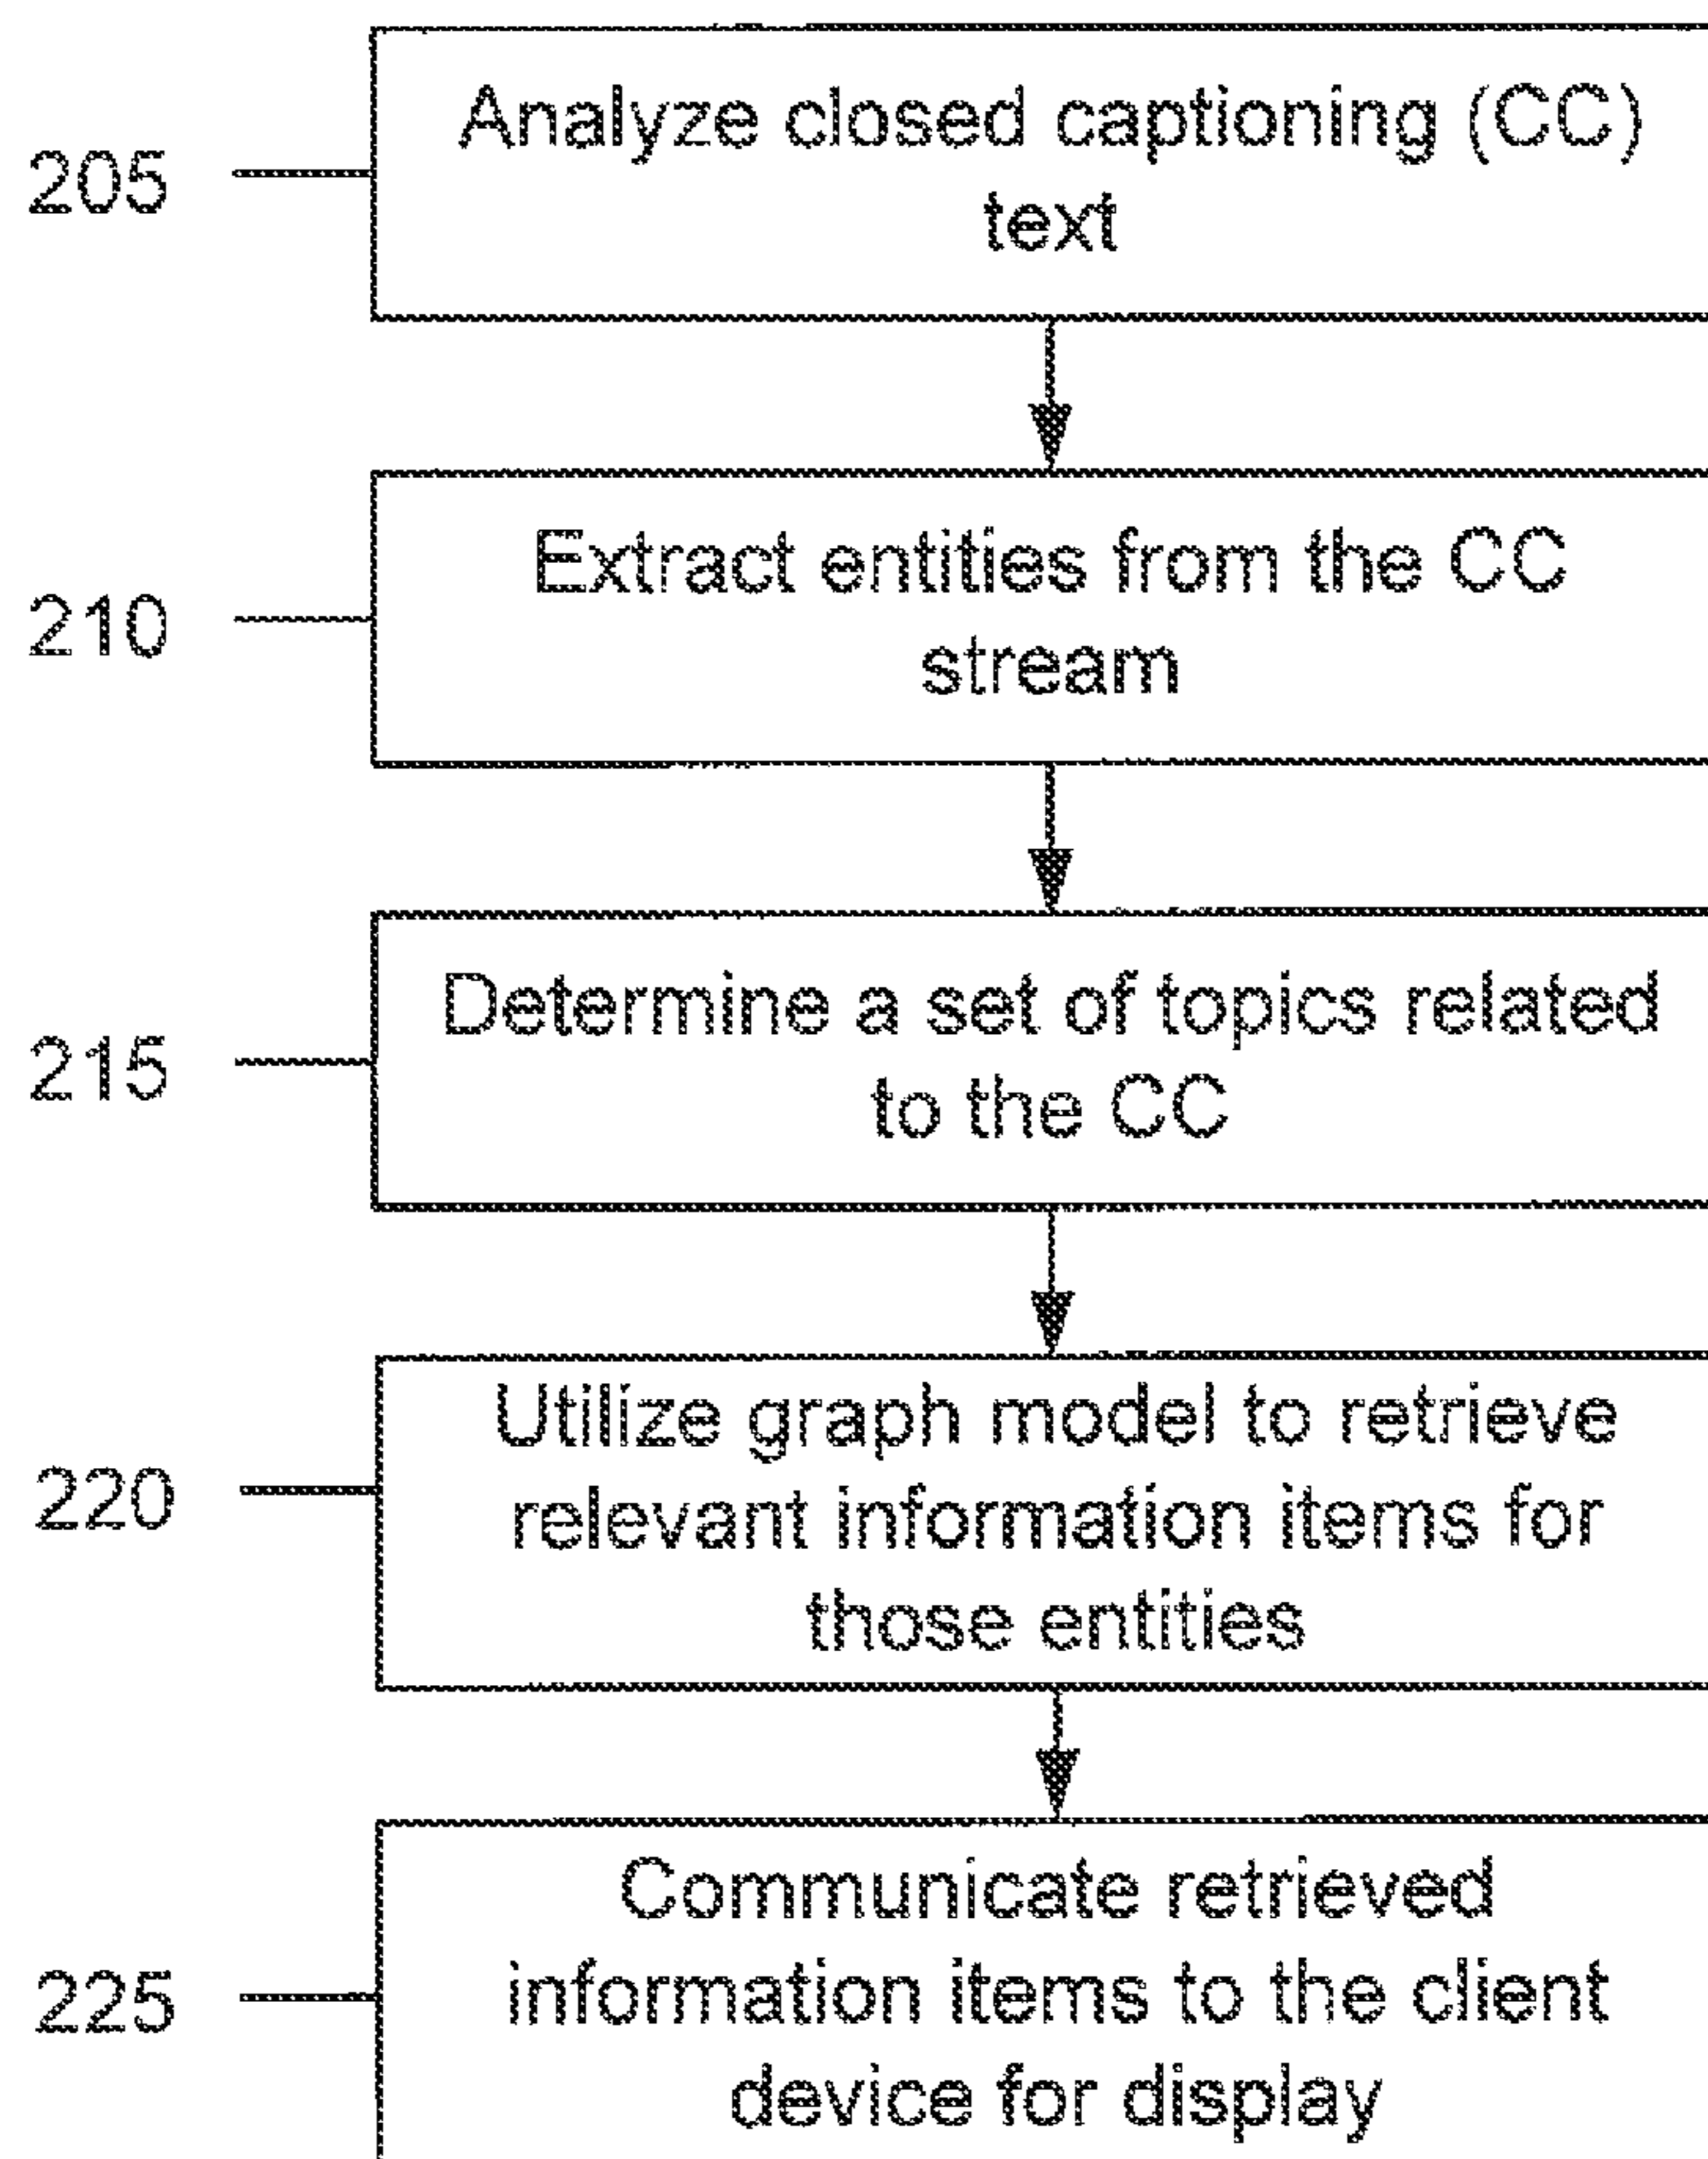 Analyze closed captioning (CC)
text
205
Extract entities from the CC
stream
210
Determine a set of topics related
to the CC
215
Utilize graph model to retrieve
relevant information items for
those entities
220
Communicate retrieved
information items to the client
device for display
225